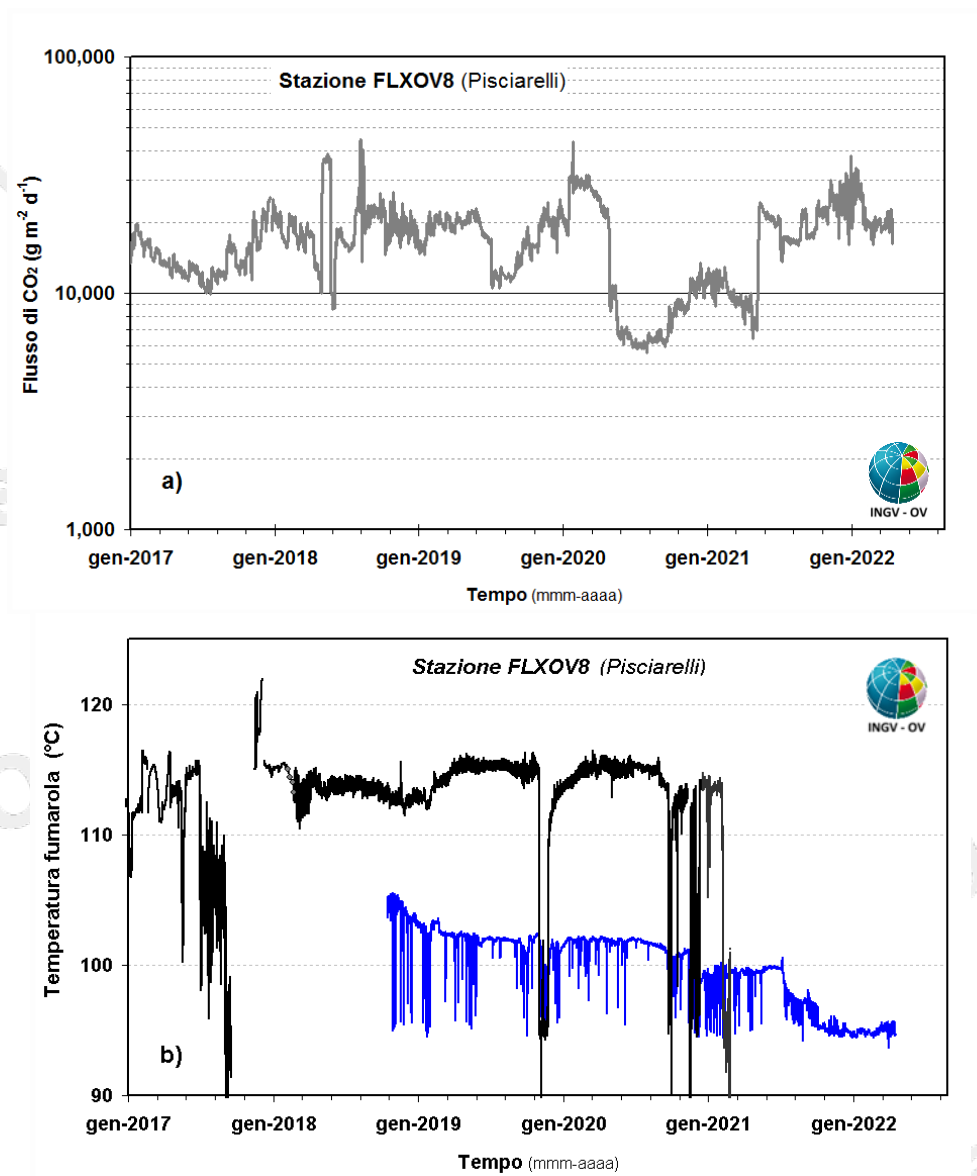 Stazione FLXOV8 (Pisciarelli)
100,000
10,000
1,000
Flusso di CO₂ (g m⁻² d⁻¹)
a)
INGV - OV
gen-2017 gen-2018 gen-2019 gen-2020 gen-2021 gen-2022
Tempo (mmm-aaaa)
Stazione FLXOV8 (Pisciarelli)
INGV - OV
120
110
100
90
Temperatura fumarola (°C)
b)
gen-2017 gen-2018 gen-2019 gen-2020 gen-2021 gen-2022
Tempo (mmm-aaaa)